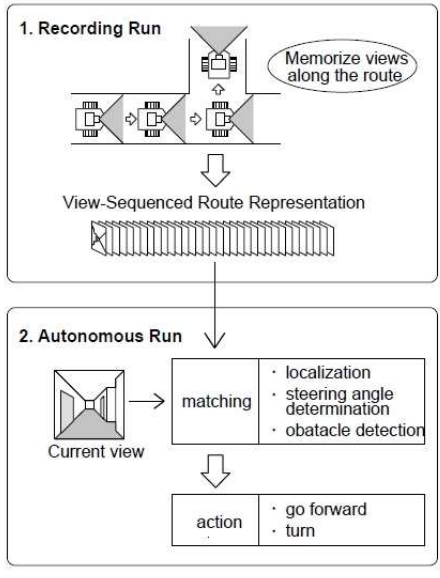 1. Recording Run
Memorize views
along the route
View-Sequenced Route Representation
2. Autonomous Run
Current view
matching
· localization
· steering angle
determination
· obatacle detection
action
· go forward
· turn